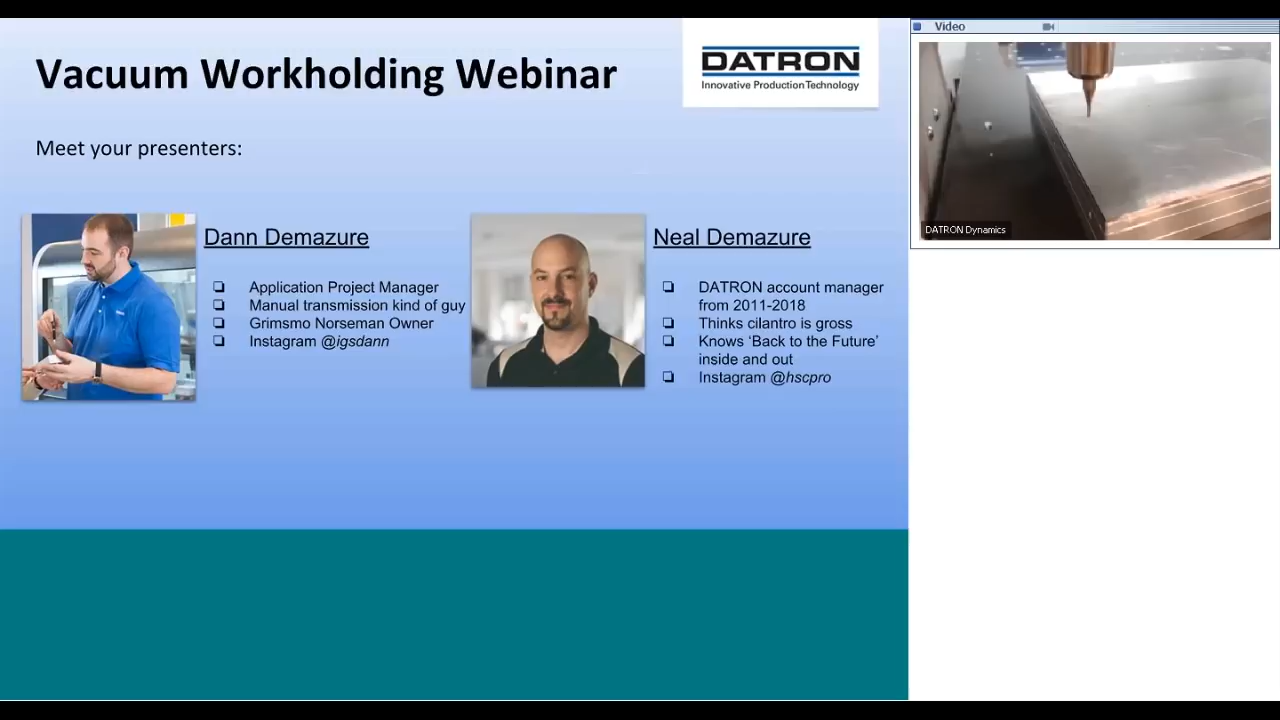 Vacuum Workholding Webinar
DATRON
Innovative Production Technology
Meet your presenters:
Dann Demazure
Application Project Manager
Manual transmission kind of guy
Grimsmo Norseman Owner
Instagram @igsdann
Neal Demazure
DATRON account manager
from 2011-2018
Thinks cilantro is gross
Knows ‘Back to the Future’
inside and out
Instagram @hscpro
Video
DATRON Dynamics